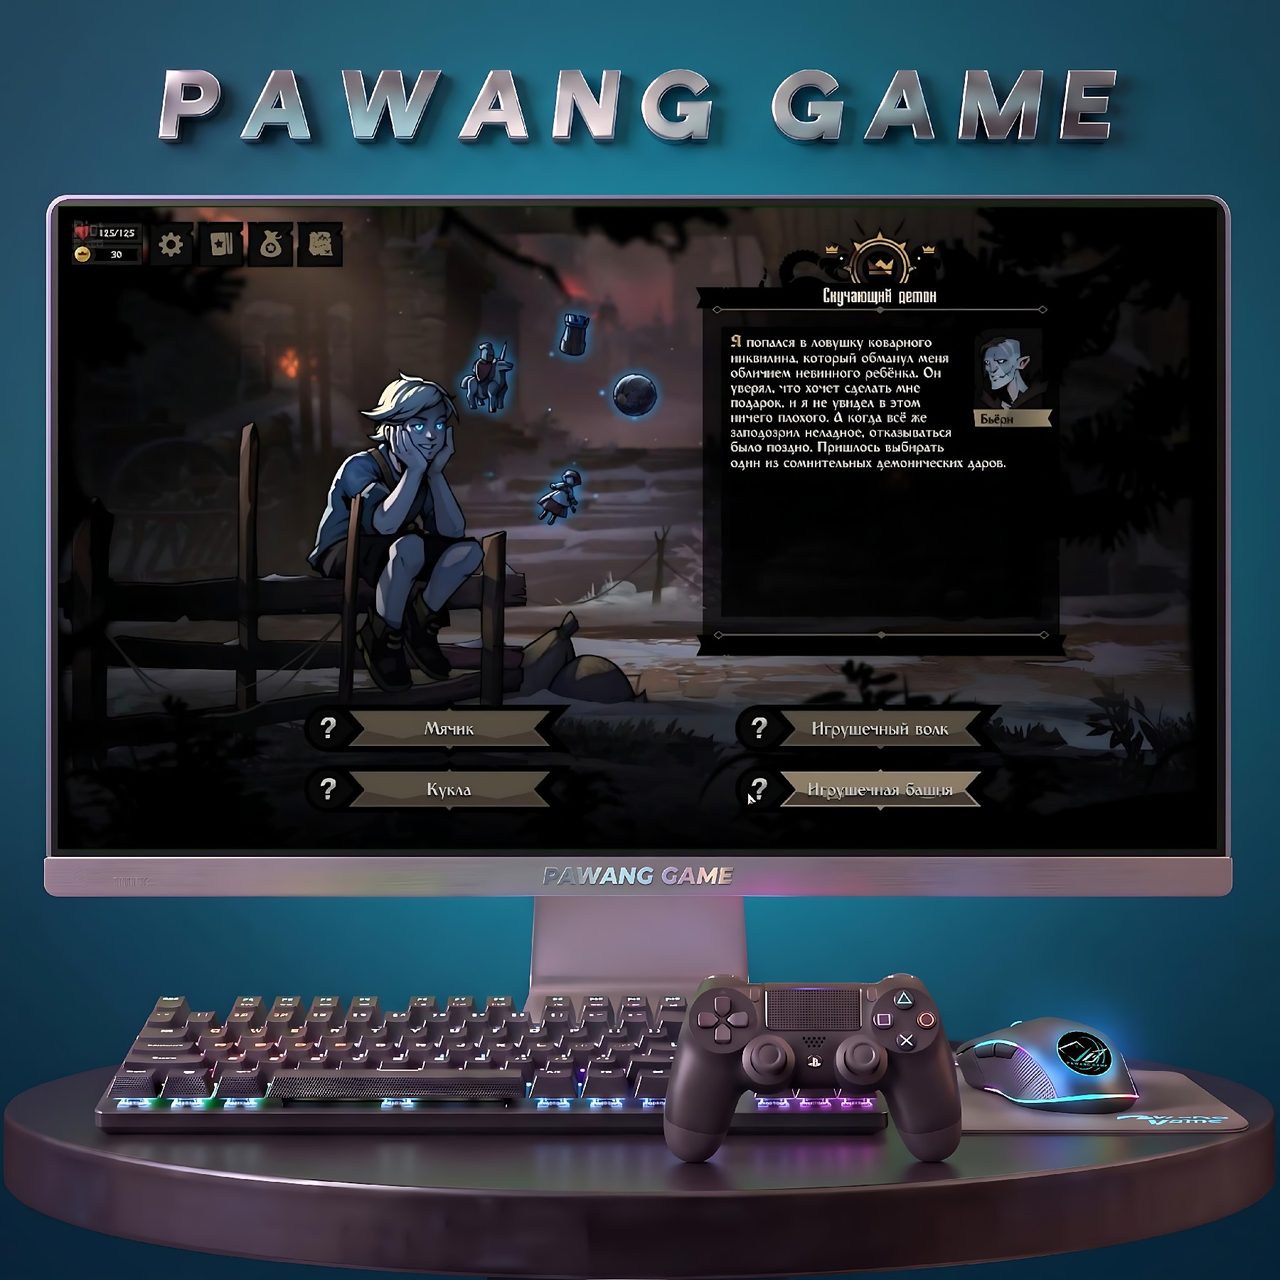 PAWANG GAME
125/125
30
Скучающий демон
Я попался в ловушку коварного
инквилина, который обманул меня
обличием невинного ребёнка. Он
уверял, что хочет сделать мне
подарок, и я не увидел в этом
ничего плохого. А когда всё же
заподозрил неладное, отказываться
было поздно. Пришлось выбирать
один из сомнительных демонических даров.
Бьёрн
? Мячик
? Игрушечный волк
? Кукла
? Игрушечная башня
PAWANG GAME